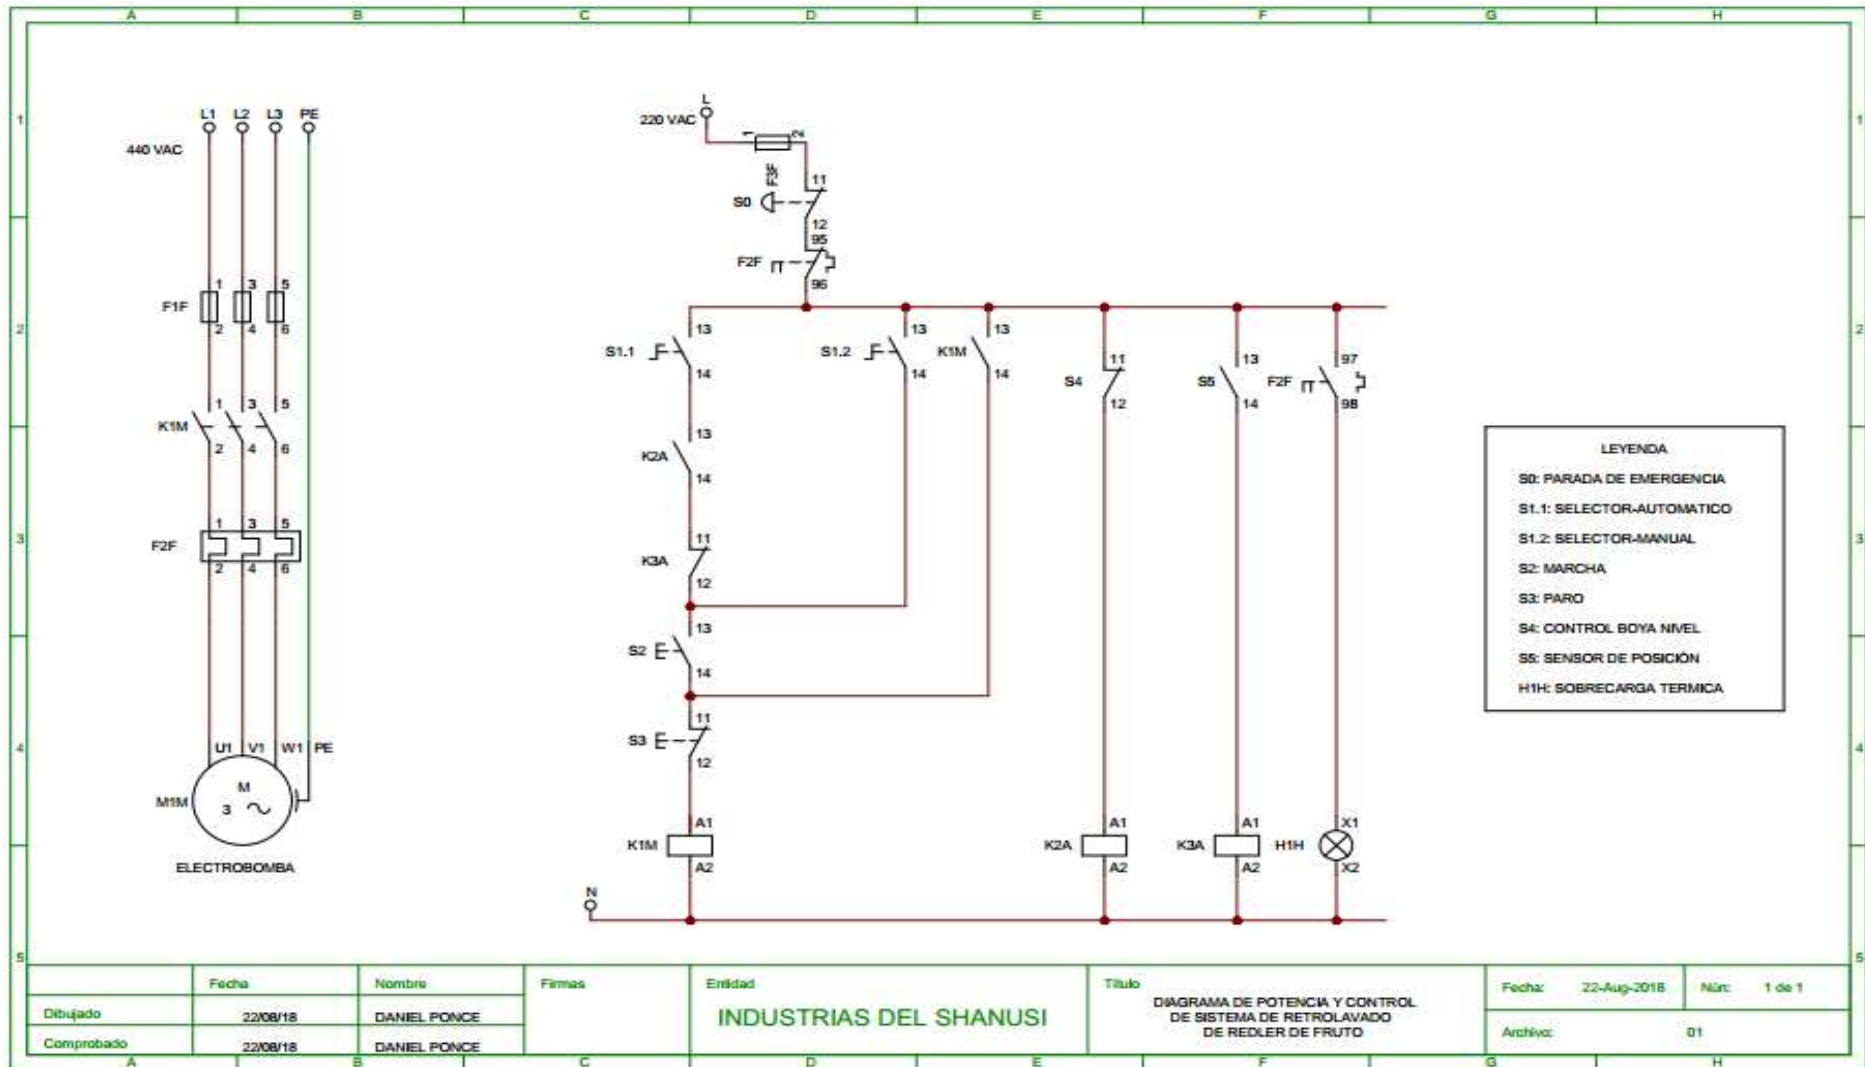 A B C D E F G H
1 1
L1 L2 L3 PE
440 VAC
L
220 VAC
1 2
F3F
11
S0
12
95
F2F
96
1 3 5
F1F
2 4 6
2 2
13 13 13
S1.1 S1.2 K1M
14 14 14
11 13 97
S4 S5 F2F
12 14 98
1 3 5
K1M
2 4 6
13
K2A
14
LEYENDA
S0: PARADA DE EMERGENCIA
S1.1: SELECTOR-AUTOMATICO
S1.2: SELECTOR-MANUAL
S2: MARCHA
S3: PARO
S4: CONTROL BOYA NIVEL
S5: SENSOR DE POSICIÓN
H1H: SOBRECARGA TERMICA
1 3 5
3 3
F2F
2 4 6
11
K3A
12
13
S2
14
11
S3
12
U1 V1 W1 PE
4 4
M
M1M 3
ELECTROBOMBA
A1 A1 A1 X1
K1M K2A K3A H1H
A2 A2 A2 X2
N
5 5
Fecha Nombre Firmas
Dibujado 22/08/18 DANIEL PONCE
Comprobado 22/08/18 DANIEL PONCE
Entidad
INDUSTRIAS DEL SHANUSI
Título
DIAGRAMA DE POTENCIA Y CONTROL
DE SISTEMA DE RETROLAVADO
DE REDLER DE FRUTO
Fecha: 22-Aug-2018 Núm: 1 de 1
Archivo: 01
A B C D E F G H